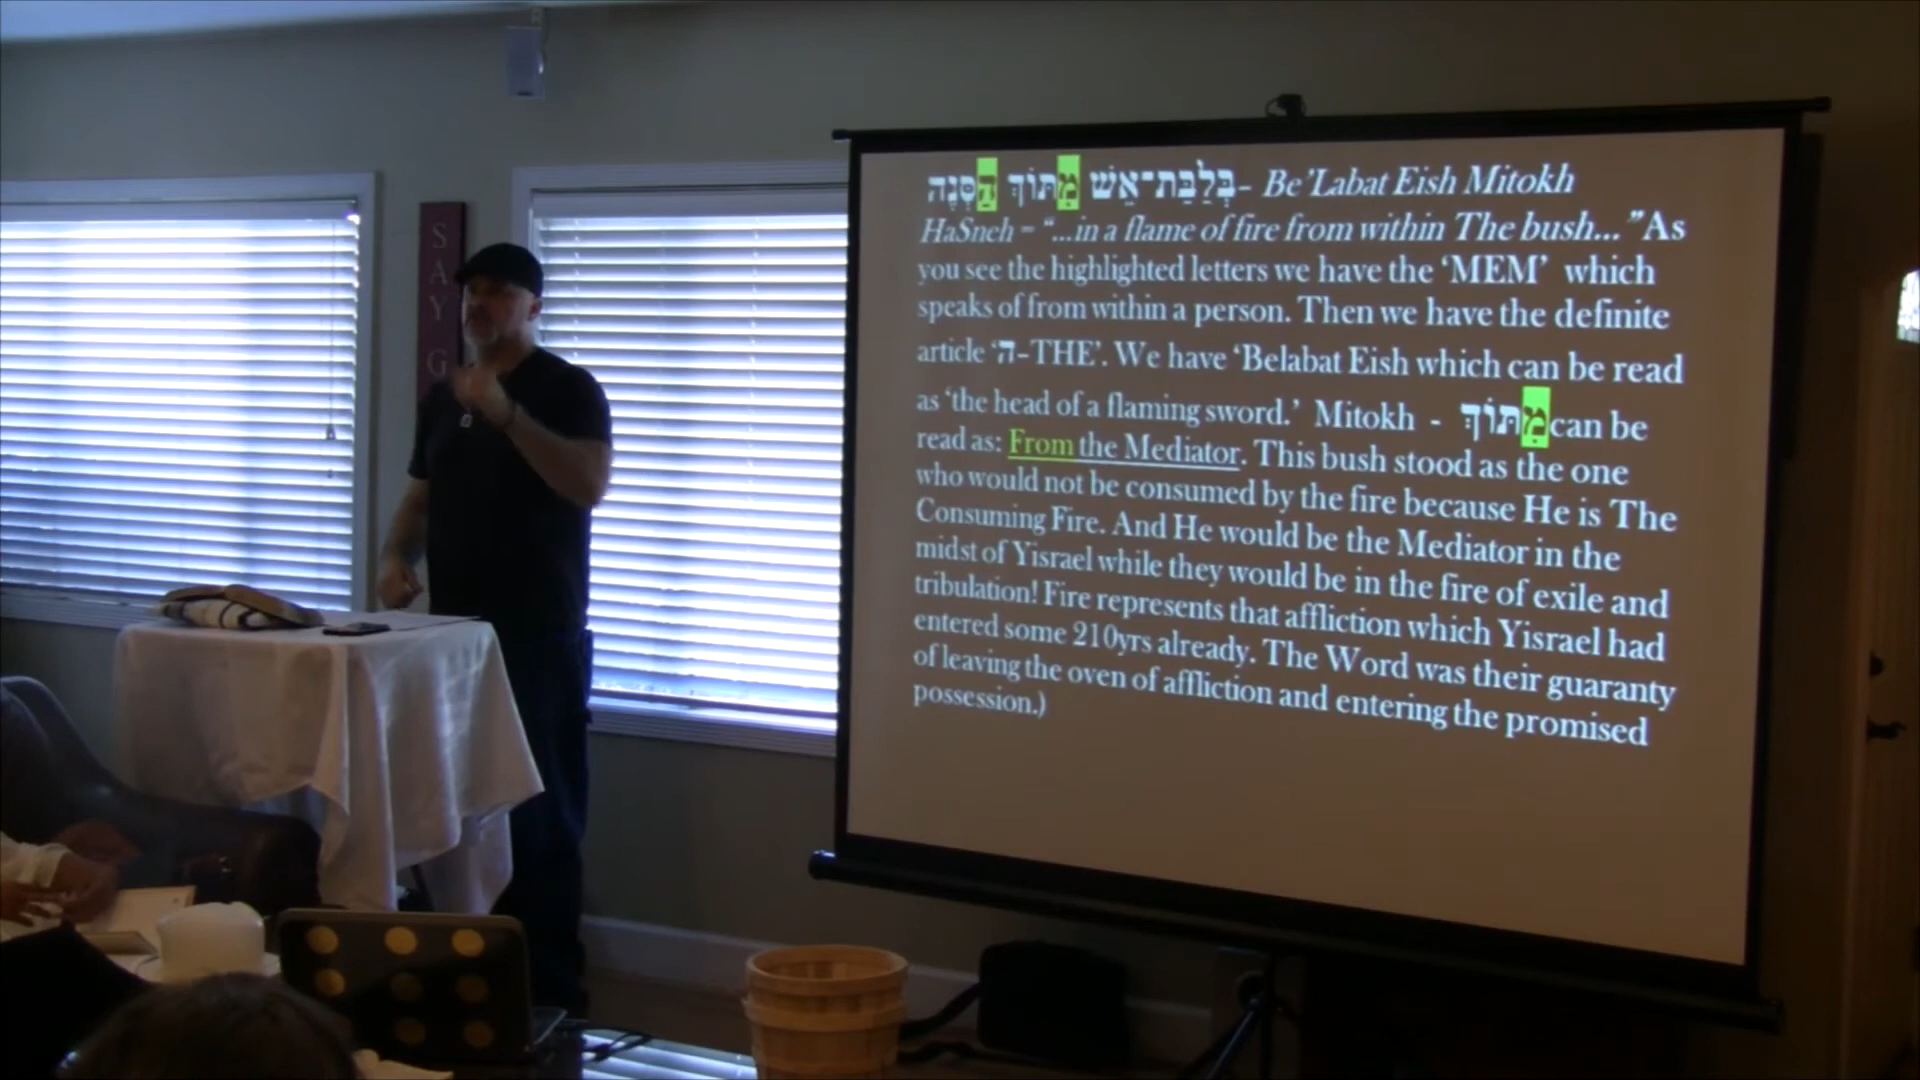 S
A
Y
G
בְּלַבַּת־אֵשׁ מִתּוֹךְ הַסְּנֶה– Be'Labat Eish Mitokh
HaSneh – “...in a flame of fire from within The bush...”As
you see the highlighted letters we have the ‘MEM’ which
speaks of from within a person. Then we have the definite
article ‘ה–THE’. We have ‘Belabat Eish which can be read
as ‘the head of a flaming sword.’ Mitokh - מִתּוֹךְ can be
read as: From the Mediator. This bush stood as the one
who would not be consumed by the fire because He is The
Consuming Fire. And He would be the Mediator in the
midst of Yisrael while they would be in the fire of exile and
tribulation! Fire represents that affliction which Yisrael had
entered some 210yrs already. The Word was their guaranty
of leaving the oven of affliction and entering the promised
possession.)